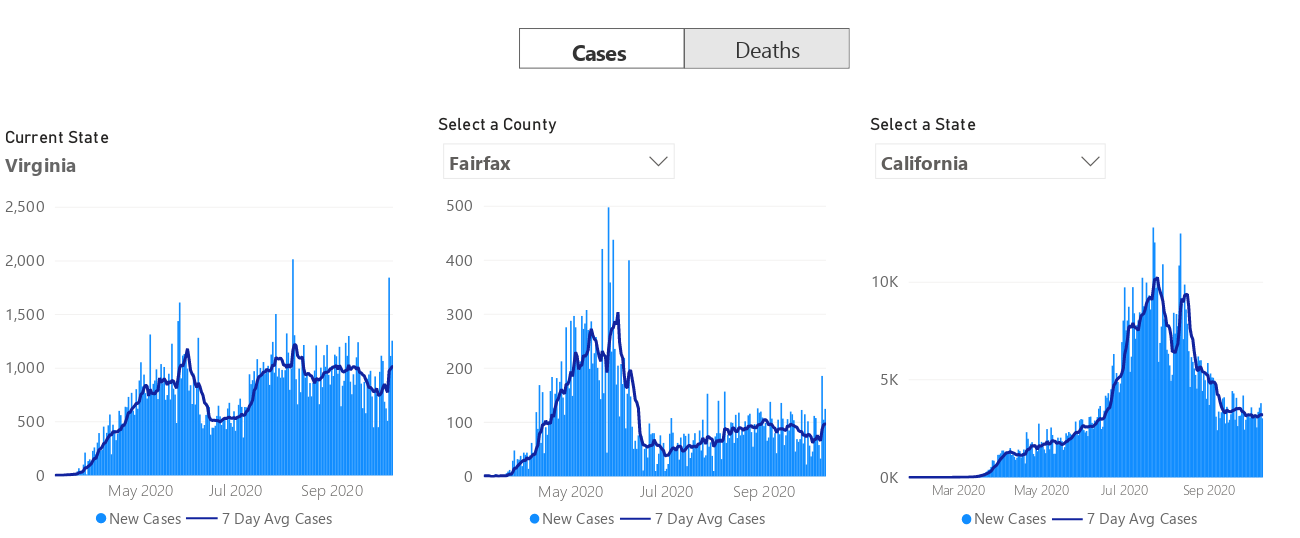 Cases Deaths
Current State
Virginia
2,500
2,000
1,500
1,000
500
0
May 2020 Jul 2020 Sep 2020
New Cases 7 Day Avg Cases
Select a County
Fairfax
500
400
300
200
100
0
May 2020 Jul 2020 Sep 2020
New Cases 7 Day Avg Cases
Select a State
California
10K
5K
0K
Mar 2020 May 2020 Jul 2020 Sep 2020
New Cases 7 Day Avg Cases